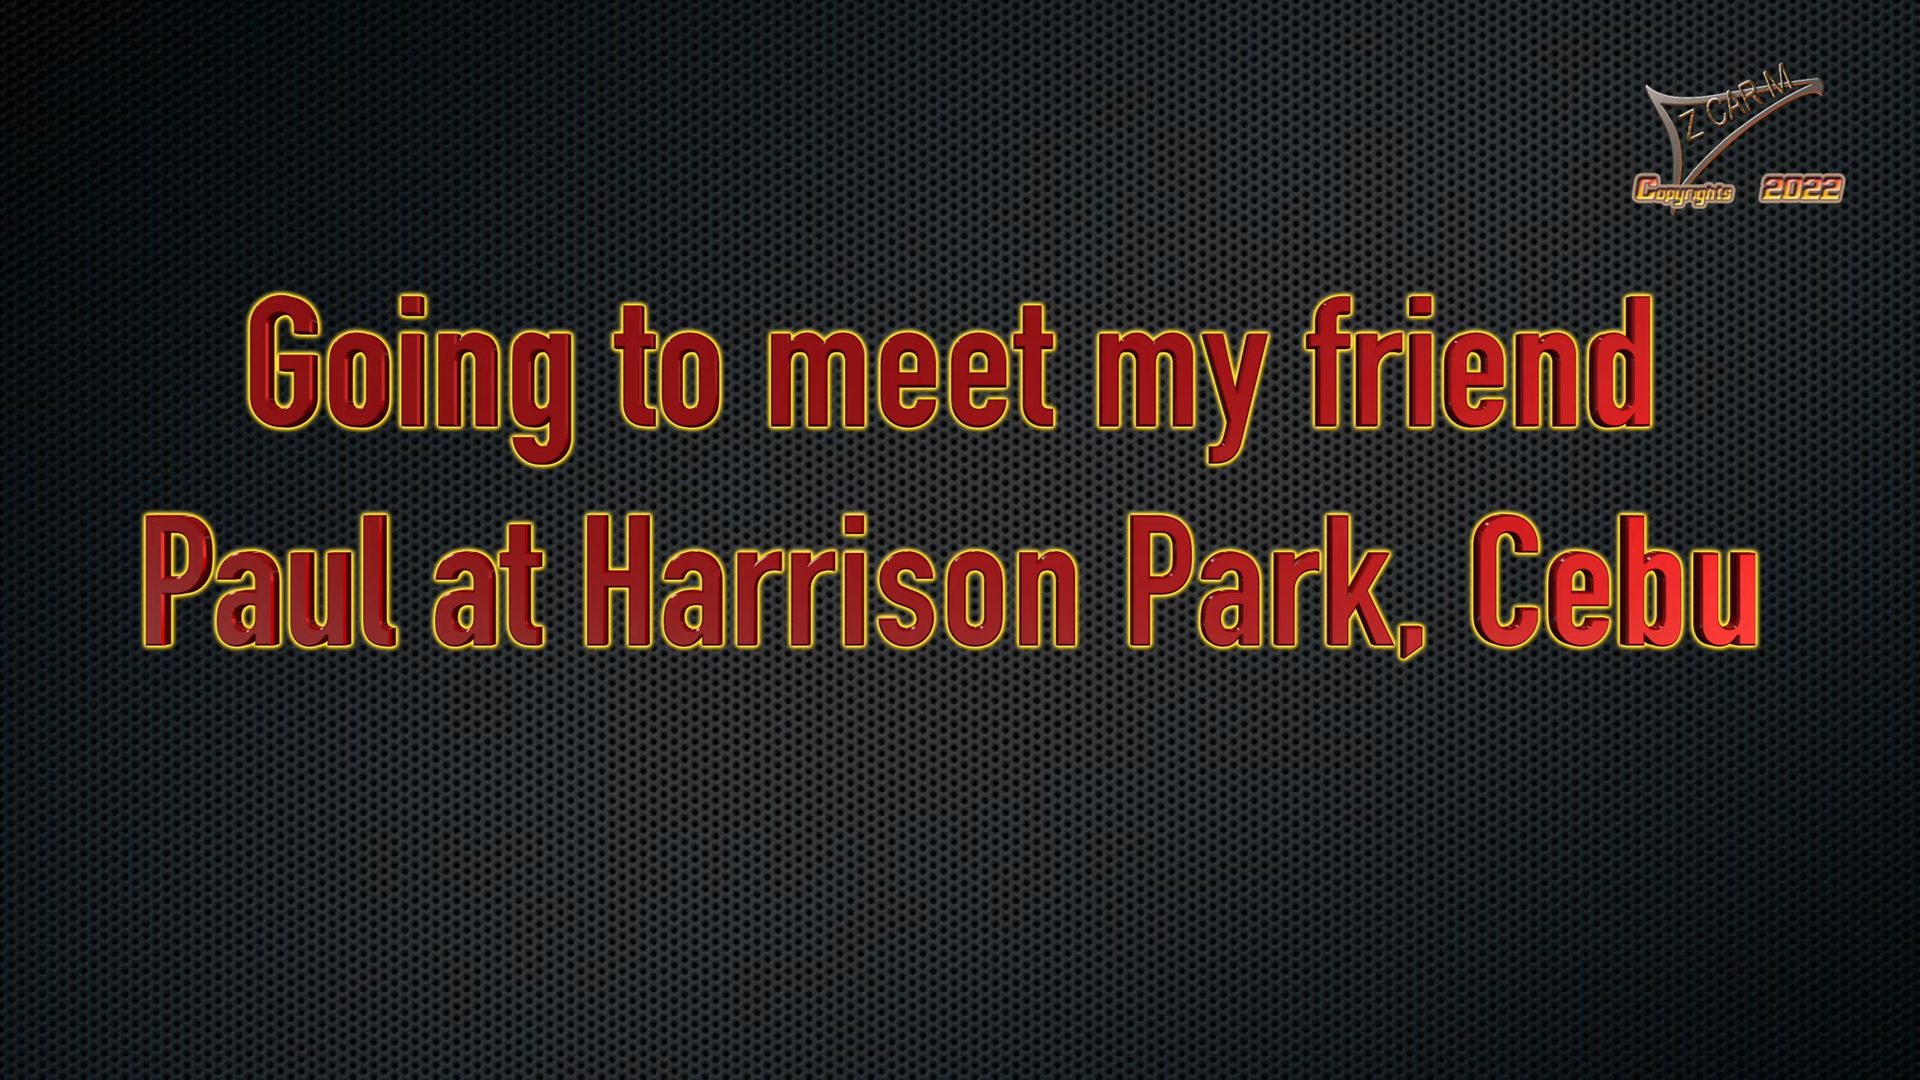 Z CAR M
Copyrights 2022
Going to meet my friend
Paul at Harrison Park, Cebu